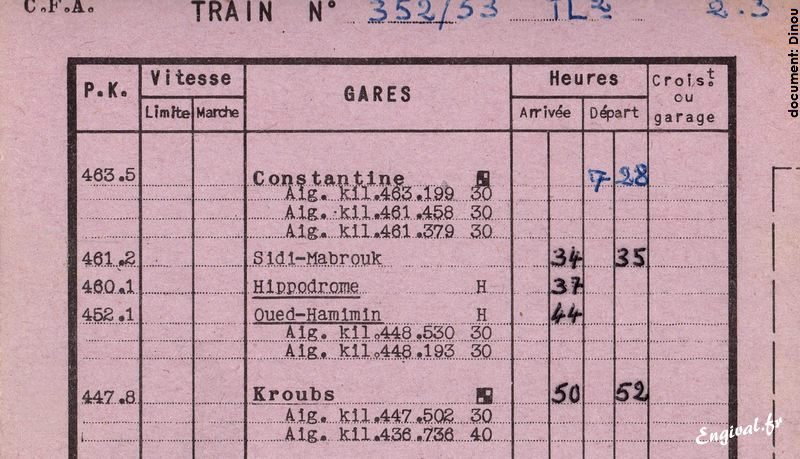 C.F.A. TRAIN N° 352/53 TL2 2.3
document: Dinou
P.K. Vitesse GARES Heures Crois.t ou garage
Limite Marche Arrivée Départ
463.5 Constantine 7 28
Aig. kil.463.199 30
Aig. kil.461.458 30
Aig. kil.461.379 30
461.2 Sidi-Mabrouk 34 35
460.1 Hippodrome H 37
452.1 Oued-Hamimin H 44
Aig. kil.448.530 30
Aig. kil.448.193 30
447.8 Kroubs 50 52
Aig. kil.447.502 30
Aig. kil.436.736 40
Engival.fr